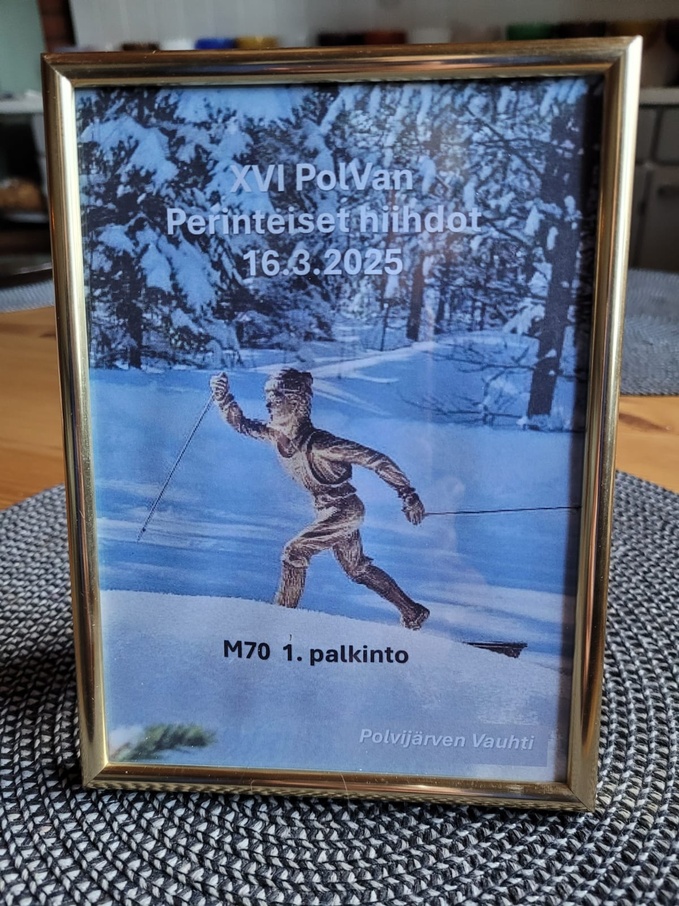 XVI PolVan
Perinteiset hiihdot
16.3.2025
M70 1. palkinto
Polvijärven Vauhti